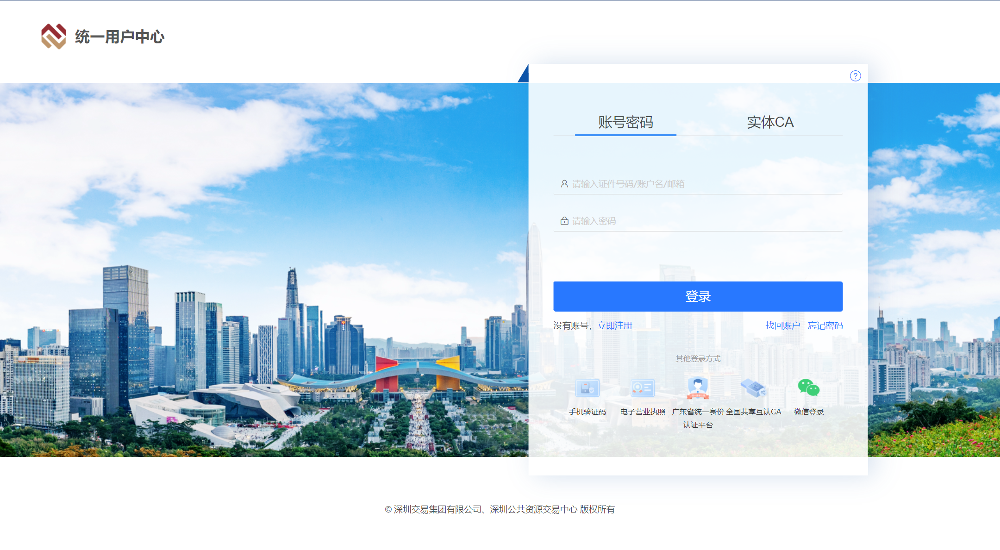 统一用户中心
?
账号密码 实体CA
请输入证件号码/账户名/邮箱
请输入密码
登录
没有账号，立即注册 找回账户 忘记密码
其他登录方式
手机验证码 电子营业执照 广东省统一身份认证平台 全国共享互认CA 微信登录
© 深圳交易集团有限公司、深圳公共资源交易中心 版权所有